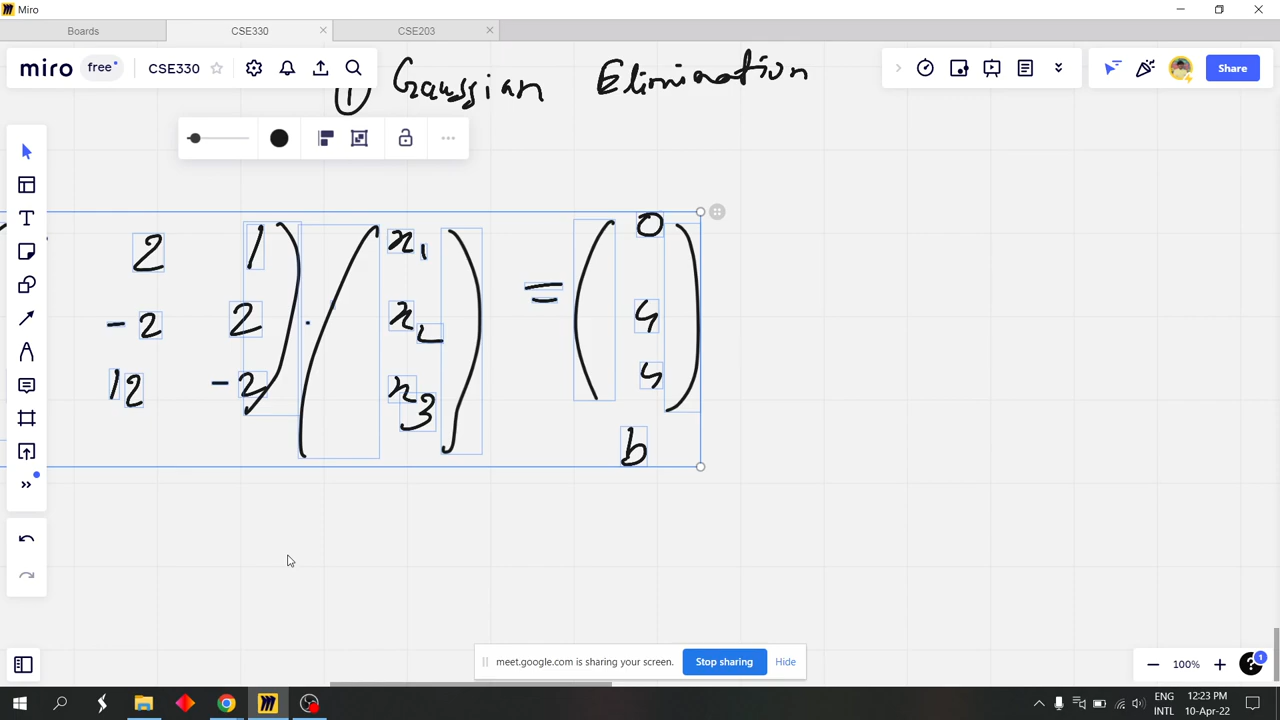 Miro
Boards CSE330 CSE203
miro free CSE330 Share
1) Gaussian Elimination
2 1 x1 0
- 2 2 . x2 = 4
12 - 2 x3 4
b
meet.google.com is sharing your screen. Stop sharing Hide
100% ? 1
ENG 12:23 PM
INTL 10-Apr-22